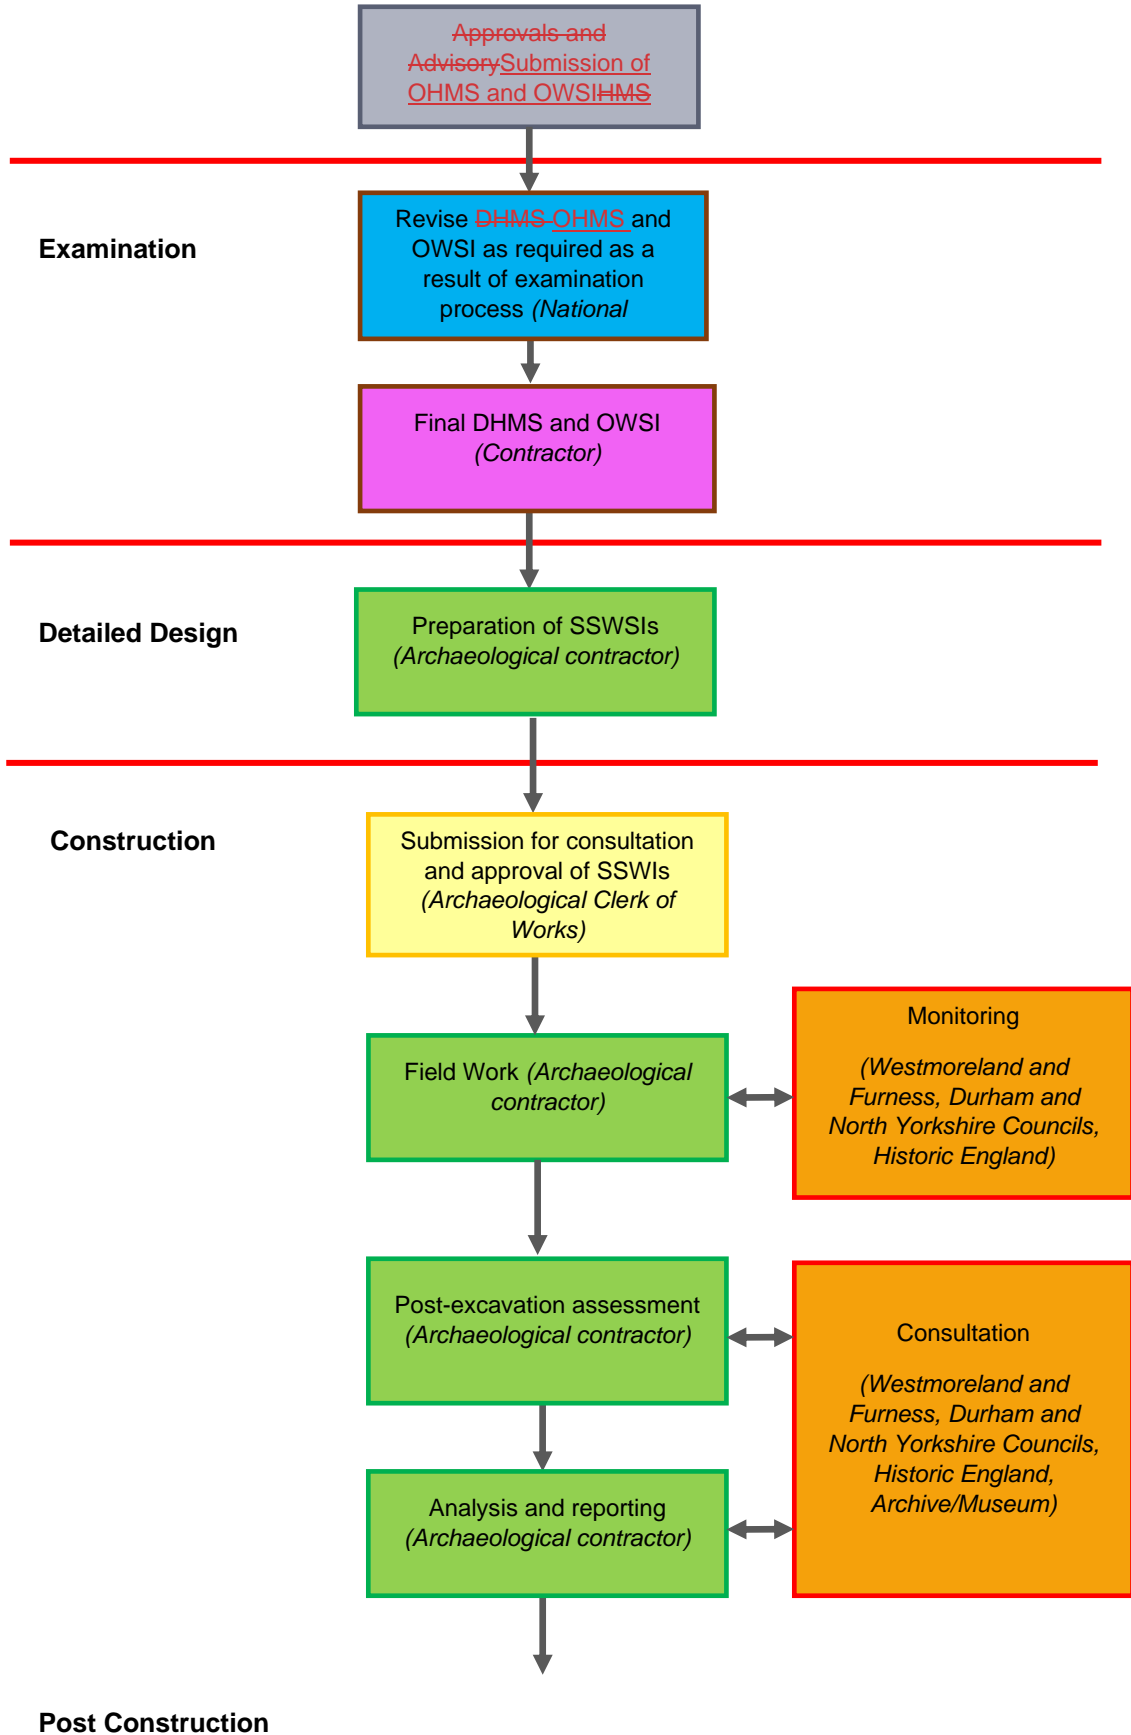 Approvals and
AdvisorySubmission of
OHMS and OWSIHMS
Examination
Revise DHMS OHMS and
OWSI as required as a
result of examination
process (National
Final DHMS and OWSI
(Contractor)
Detailed Design
Preparation of SSWSIs
(Archaeological contractor)
Construction
Submission for consultation
and approval of SSWIs
(Archaeological Clerk of
Works)
Field Work (Archaeological
contractor)
Monitoring
(Westmoreland and
Furness, Durham and
North Yorkshire Councils,
Historic England)
Post-excavation assessment
(Archaeological contractor)
Consultation
(Westmoreland and
Furness, Durham and
North Yorkshire Councils,
Historic England,
Archive/Museum)
Analysis and reporting
(Archaeological contractor)
Post Construction